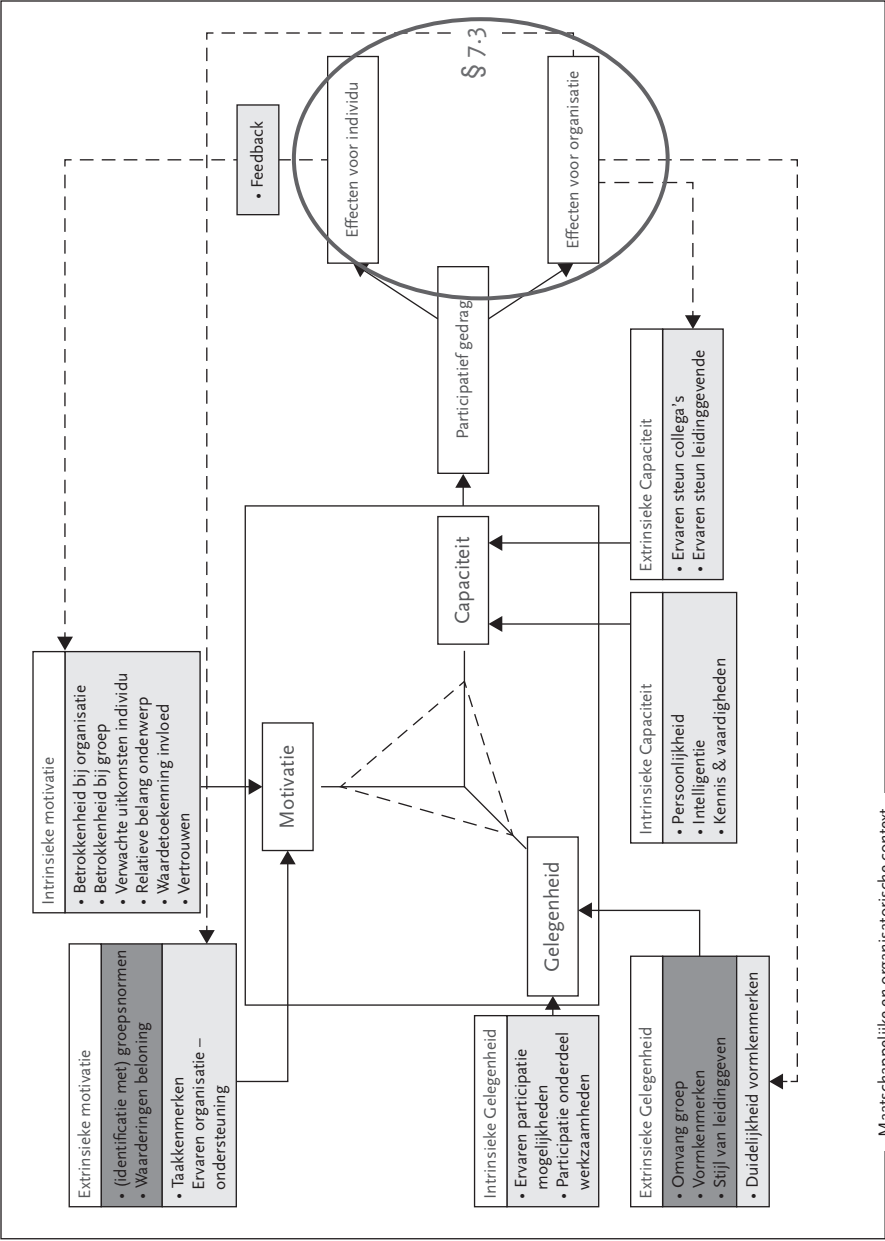 Extrinsieke motivatie
• (identificatie met) groepsnormen
• Waarderingen beloning
• Taakkenmerken
Ervaren organisatie –
ondersteuning
Intrinsieke motivatie
• Betrokkenheid bij organisatie
• Betrokkenheid bij groep
• Verwachte uitkomsten individu
• Relatieve belang onderwerp
• Waardetoekenning invloed
• Vertrouwen
• Feedback
Motivatie
Effecten voor individu
§ 7.3
Intrinsieke Gelegenheid
• Ervaren participatie
mogelijkheden
• Participatie onderdeel
werkzaamheden
Gelegenheid
Capaciteit
Participatief gedrag
Effecten voor organisatie
Extrinsieke Gelegenheid
• Omvang groep
• Vormkenmerken
• Stijl van leidinggeven
• Duidelijkheid vormkenmerken
Intrinsieke Capaciteit
• Persoonlijkheid
• Intelligentie
• Kennis & vaardigheden
Extrinsieke Capaciteit
• Ervaren steun collega's
• Ervaren steun leidinggevende
Maatschappelijke en organisatorische context